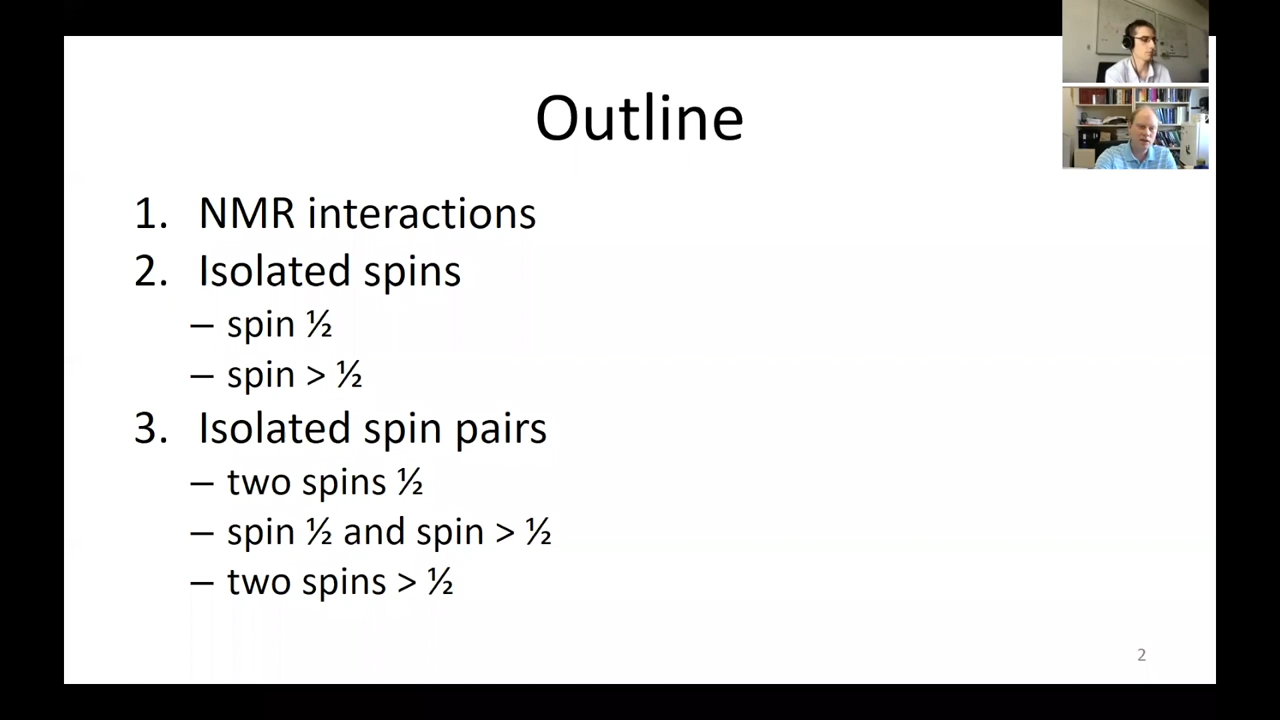 Outline
1. NMR interactions
2. Isolated spins
– spin ½
– spin > ½
3. Isolated spin pairs
– two spins ½
– spin ½ and spin > ½
– two spins > ½
2